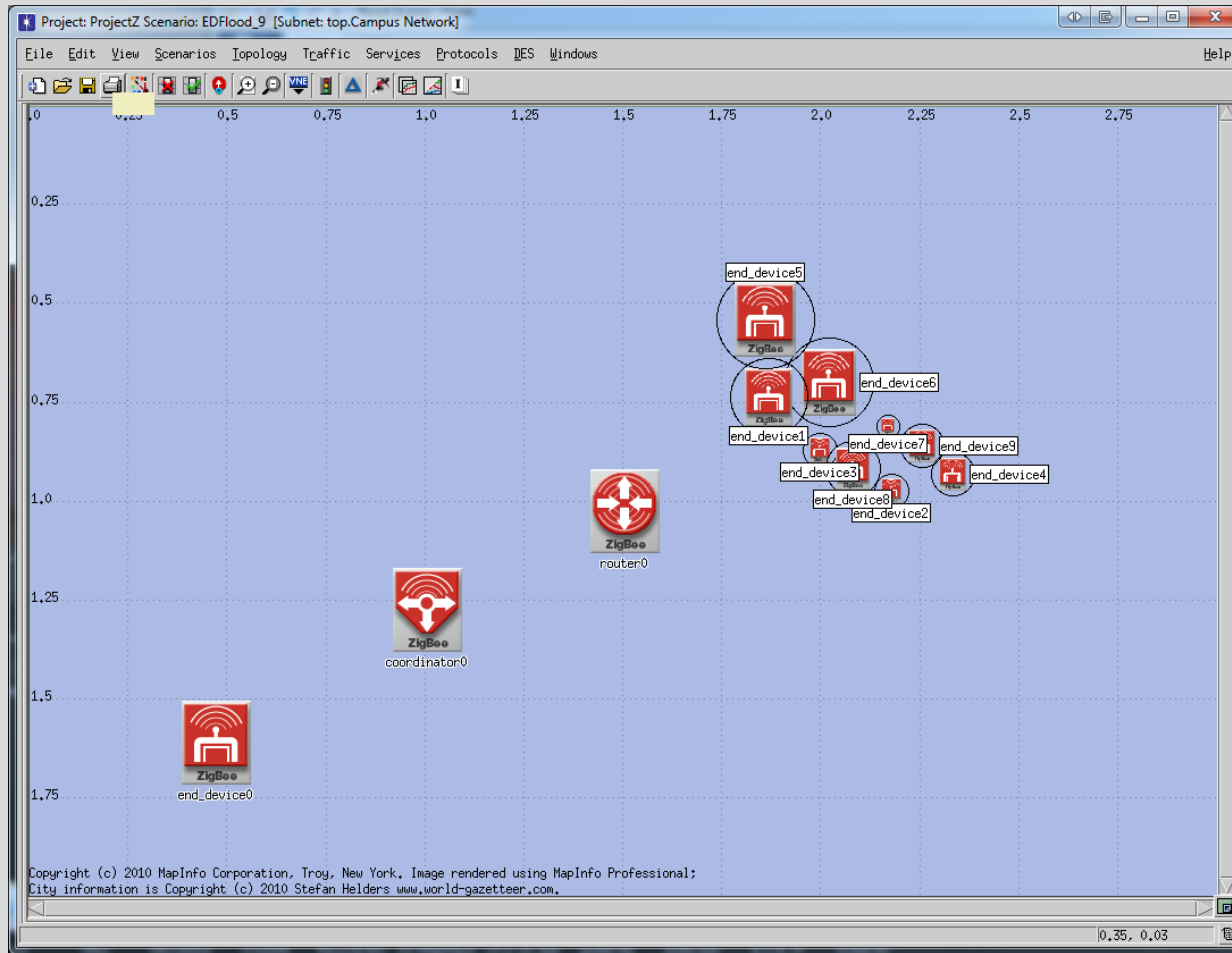 Project: ProjectZ Scenario: EDFlood_9 [Subnet: top.Campus Network]
File Edit View Scenarios Topology Traffic Services Protocols DES Windows Help
VNE
.0 0.25 0.5 0.75 1.0 1.25 1.5 1.75 2.0 2.25 2.5 2.75
0.25
end_device5
0.5
ZigBee
end_device6
0.75
ZigBee
ZigBee
end_device1
end_device7
end_device9
end_device3
end_device4
end_device8
end_device2
1.0
ZigBee
router0
1.25
ZigBee
coordinator0
1.5
ZigBee
end_device0
1.75
Copyright (c) 2010 MapInfo Corporation, Troy, New York. Image rendered using MapInfo Professional;
City information is Copyright (c) 2010 Stefan Helders www.world-gazetteer.com.
0.35, 0.03